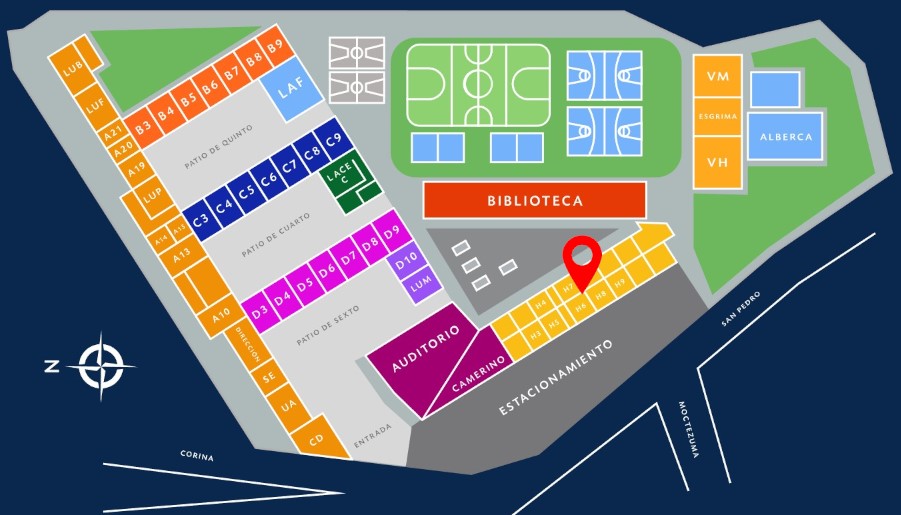 LUB
LUF
A21
A20
A19
LUP
A14
A15
A13
A10
DIRECCIÓN
SE
UA
CD
B3
B4
B5
B6
B7
B8
B9
LAF
PATIO DE QUINTO
C3
C4
C5
C6
C7
C8
C9
LACE
C
PATIO DE CUARTO
D3
D4
D5
D6
D7
D8
D9
D10
LUM
PATIO DE SEXTO
AUDITORIO
CAMERINO
ENTRADA
ESTACIONAMIENTO
BIBLIOTECA
H4
H7
H3
H5
H6
H8
H9
VM
ESGRIMA
VH
ALBERCA
N
CORINA
SAN PEDRO
MOCTEZUMA